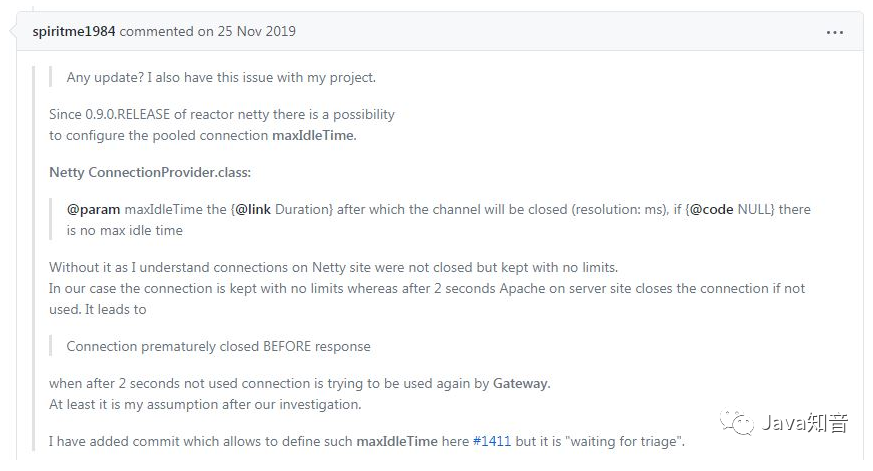 spiritme1984 commented on 25 Nov 2019
Any update? I also have this issue with my project.
Since 0.9.0.RELEASE of reactor netty there is a possibility
to configure the pooled connection maxIdleTime.
Netty ConnectionProvider.class:
@param maxIdleTime the {@link Duration} after which the channel will be closed (resolution: ms), if {@code NULL} there
is no max idle time
Without it as I understand connections on Netty site were not closed but kept with no limits.
In our case the connection is kept with no limits whereas after 2 seconds Apache on server site closes the connection if not
used. It leads to
Connection prematurely closed BEFORE response
when after 2 seconds not used connection is trying to be used again by Gateway.
At least it is my assumption after our investigation.
I have added commit which allows to define such maxIdleTime here #1411 but it is "waiting for triage".
Java知音